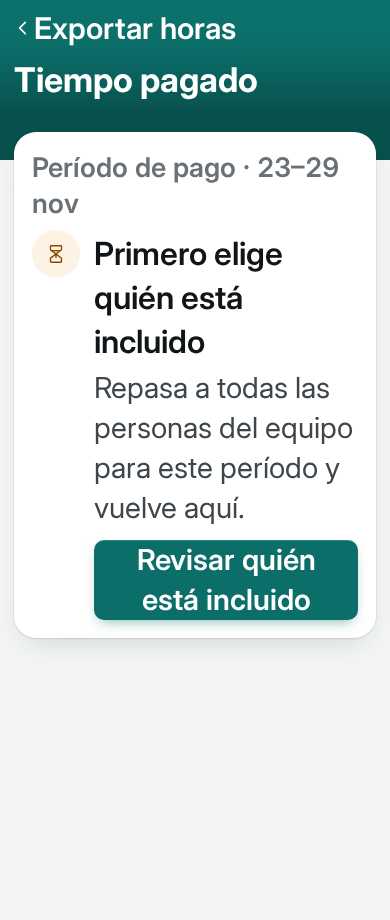 Exportar horas
Tiempo pagado
Período de pago · 23–29
nov
Primero elige
quién está
incluido
Repasa a todas las
personas del equipo
para este período y
vuelve aquí.
Revisar quién
está incluido